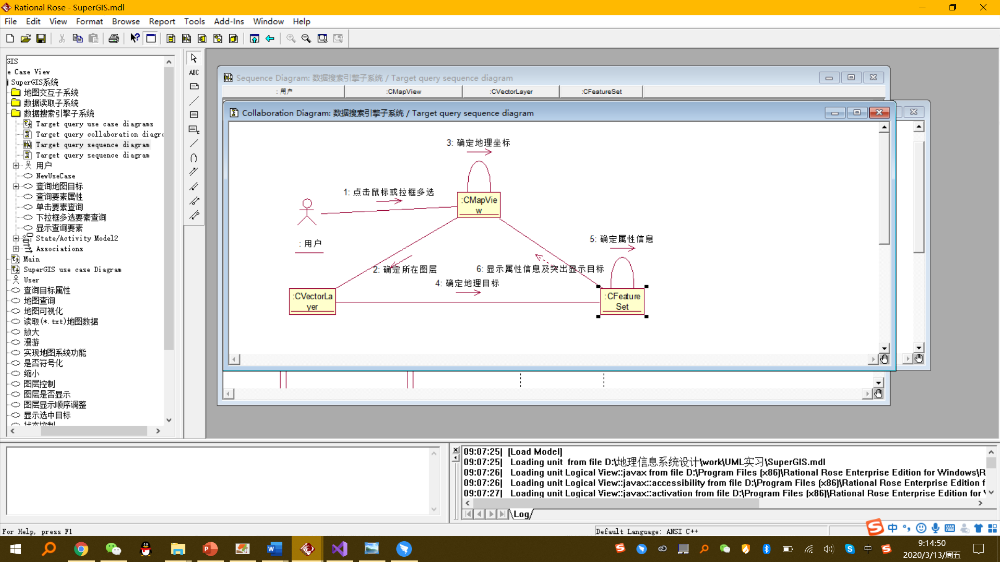 Rational Rose - SuperGIS.mdl
File Edit View Format Browse Report Tools Add-Ins Window Help
GIS
e Case View
SuperGIS系统
地图交互子系统
数据读取子系统
数据搜索引擎子系统
Target query use case diagrams
Target query collaboration diagra
Target query sequence diagram
Target query sequence diagram
用户
NewUseCase
查询地图目标
查询要素属性
单击要素查询
下拉框多选要素查询
显示查询要素
State/Activity Model2
Associations
Main
SuperGIS use case Diagram
User
查询目标属性
地图查询
地图可视化
读取(*.txt)地图数据
放大
漫游
实现地图系统功能
是否符号化
缩小
图层控制
图层是否显示
图层显示顺序调整
显示选中目标
ABC
Sequence Diagram: 数据搜索引擎子系统 / Target query sequence diagram
: 用户 :CMapView :CVectorLayer :CFeatureSet
Collaboration Diagram: 数据搜索引擎子系统 / Target query sequence diagram
3: 确定地理坐标
1: 点击鼠标或拉框多选
:CMapVie
w
: 用户
5: 确定属性信息
2: 确定所在图层
6: 显示属性信息及突出显示目标
4: 确定地理目标
:CVectorLa
yer
:CFeature
Set
09:07:25| [Load Model]
09:07:25| Loading unit from file D:\地理信息系统设计\work\UML实习\SuperGIS.mdl
09:07:26| Loading unit Logical View::javax from file D:\Program Files (x86)\Rational Rose Enterprise Edition for Windows\R
09:07:26| Loading unit Logical View::javax::accessibility from file D:\Program Files (x86)\Rational Rose Enterprise Edition f
09:07:27| Loading unit Logical View::javax::activation from file D:\Program Files (x86)\Rational Rose Enterprise Edition for
Log
For Help, press F1
Default Language: ANSI C++
中
中
9:14:50
2020/3/13/周五